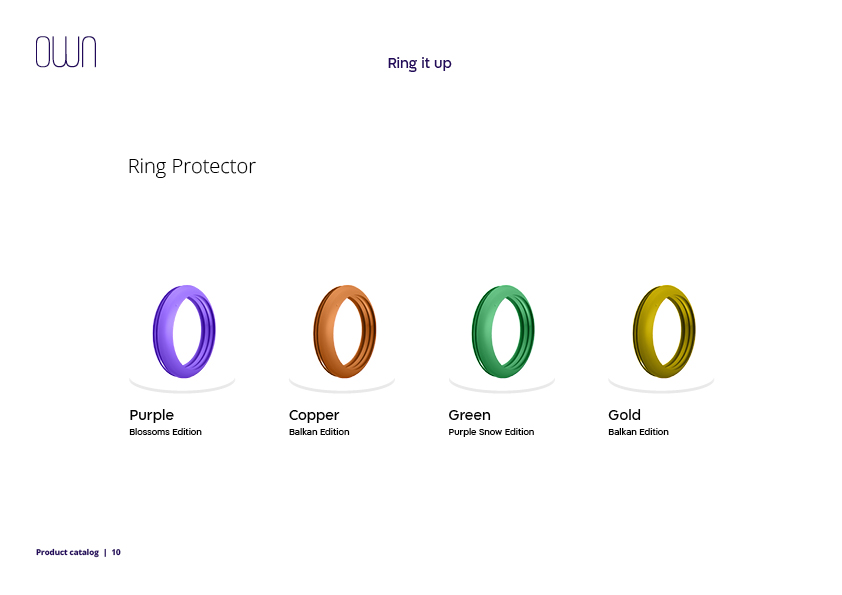 OWN
Ring it up
Ring Protector
Purple
Blossoms Edition
Copper
Balkan Edition
Green
Purple Snow Edition
Gold
Balkan Edition
Product catalog | 10